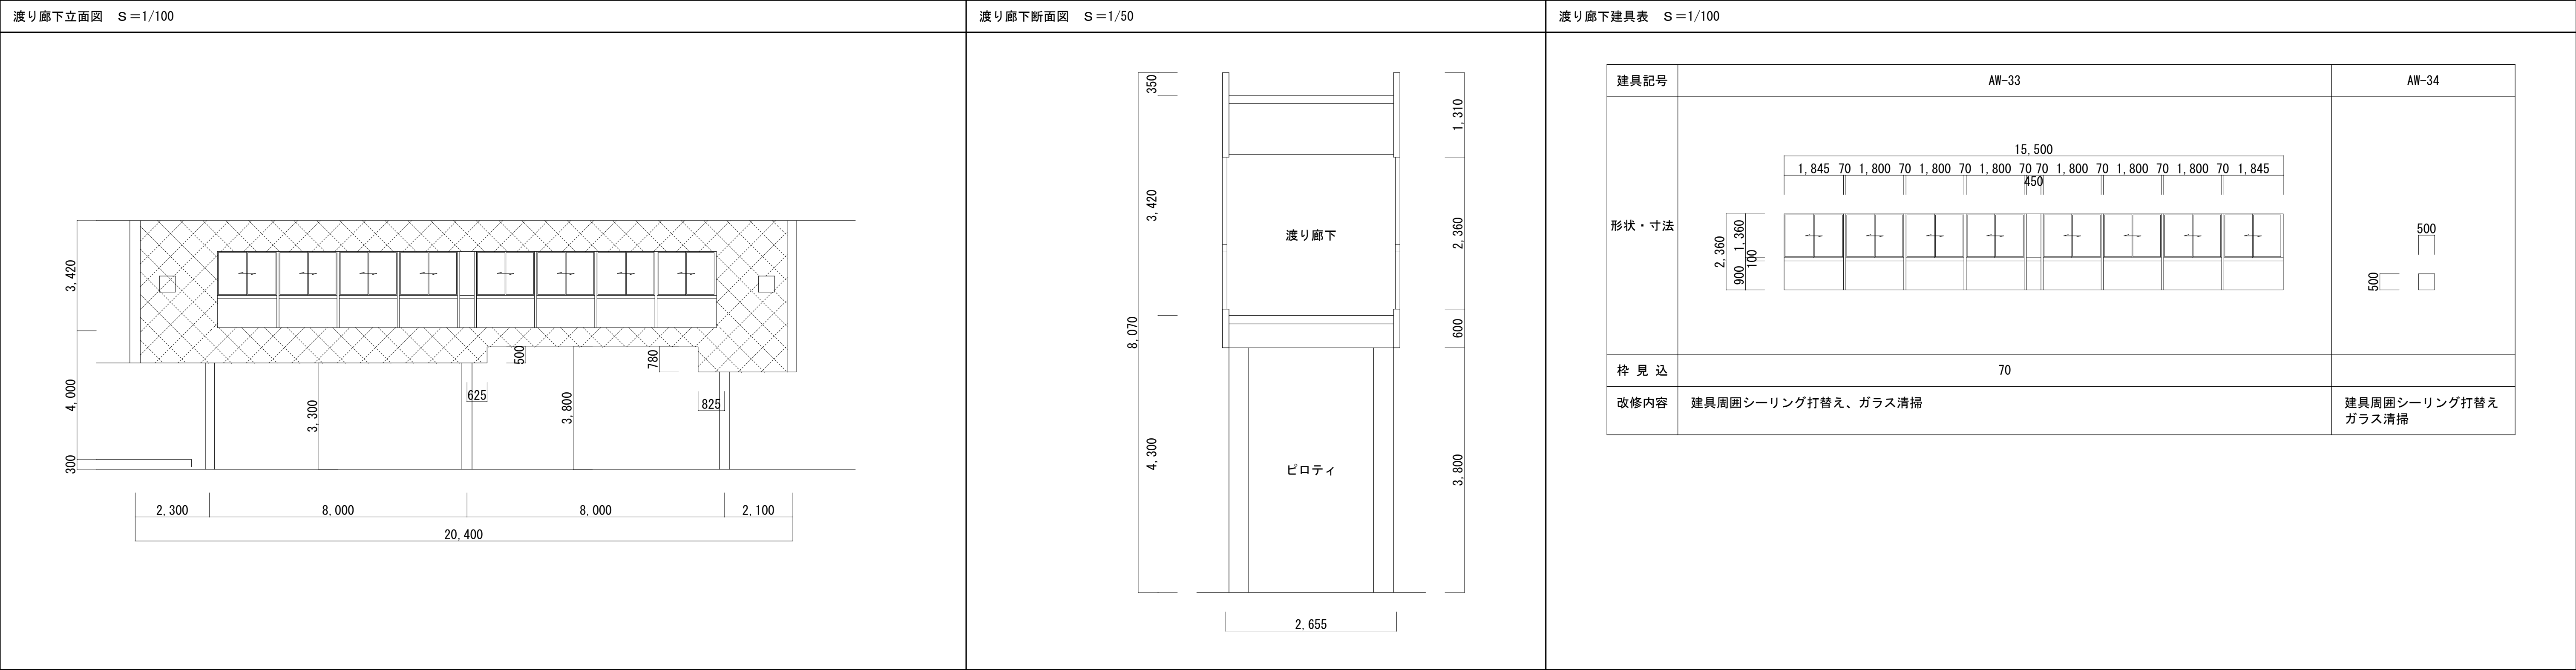 渡り廊下立面図　Ｓ＝1/100
3,420
4,000
300
3,300
625
500
3,800
780
825
2,300
8,000
8,000
2,100
20,400
渡り廊下断面図　Ｓ＝1/50
350
3,420
8,070
4,300
1,310
2,360
600
3,800
渡り廊下
ピロティ
2,655
渡り廊下建具表　Ｓ＝1/100
建具記号
AW-33
AW-34
形状・寸法
15,500
1,845 70 1,800 70 1,800 70 1,800 70 70 1,800 70 1,800 70 1,800 70 1,845
450
2,360
1,360
100
900
500
500
枠 見 込
70
改修内容
建具周囲シーリング打替え、ガラス清掃
建具周囲シーリング打替え
ガラス清掃